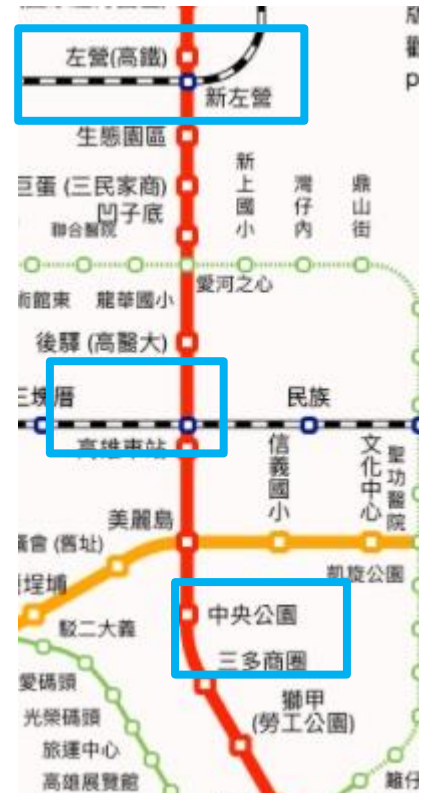 左營(高鐵)
新左營
生態園區
巨蛋 (三民家商)
凹子底
聯合醫院
新上國小
灣仔內
鼎山街
愛河之心
術館東
龍華國小
後驛 (高醫大)
三塊厝
民族
高雄車站
信義國小
文化中心
聖功醫院
美麗島
議會 (舊址)
凱旋公園
埕埔
中央公園
駁二大義
三多商圈
愛碼頭
獅甲
(勞工公園)
光榮碼頭
旅運中心
高雄展覽館
籬仔